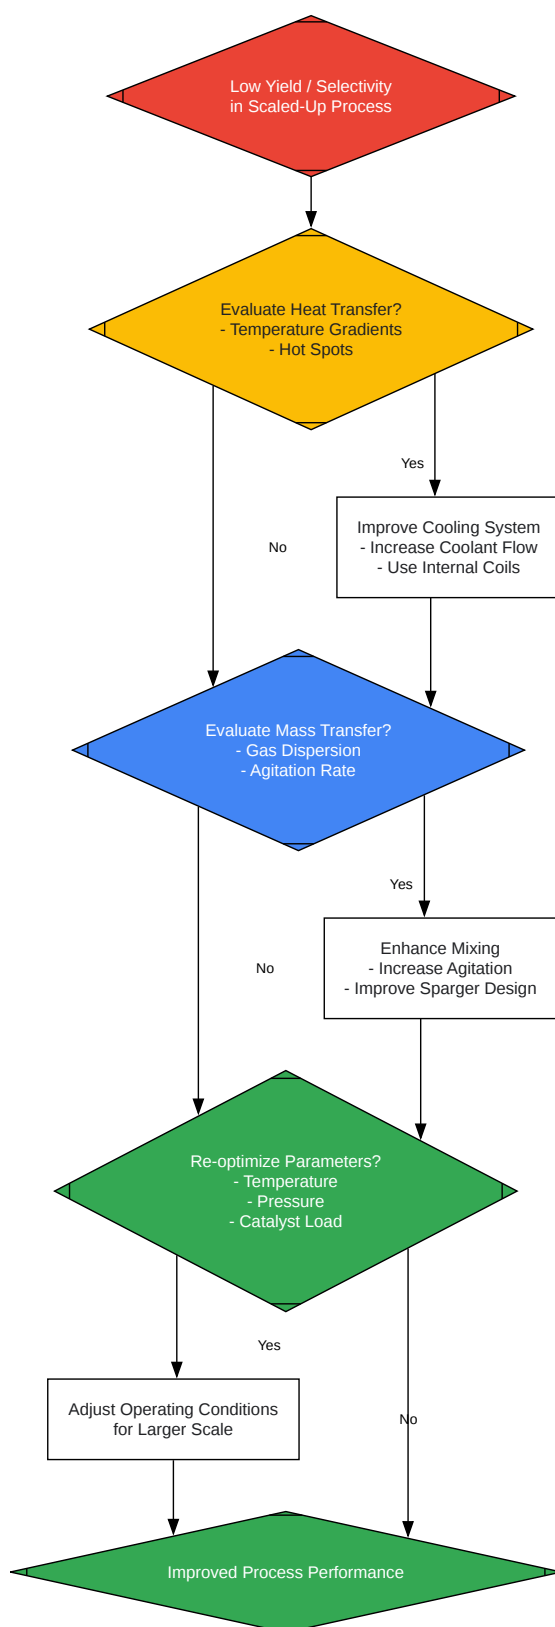 Low Yield / Selectivity
in Scaled-Up Process
Evaluate Heat Transfer?
- Temperature Gradients
- Hot Spots
Yes
No
Improve Cooling System
- Increase Coolant Flow
- Use Internal Coils
Evaluate Mass Transfer?
- Gas Dispersion
- Agitation Rate
Yes
No
Enhance Mixing
- Increase Agitation
- Improve Sparger Design
Re-optimize Parameters?
- Temperature
- Pressure
- Catalyst Load
Yes
No
Adjust Operating Conditions
for Larger Scale
Improved Process Performance